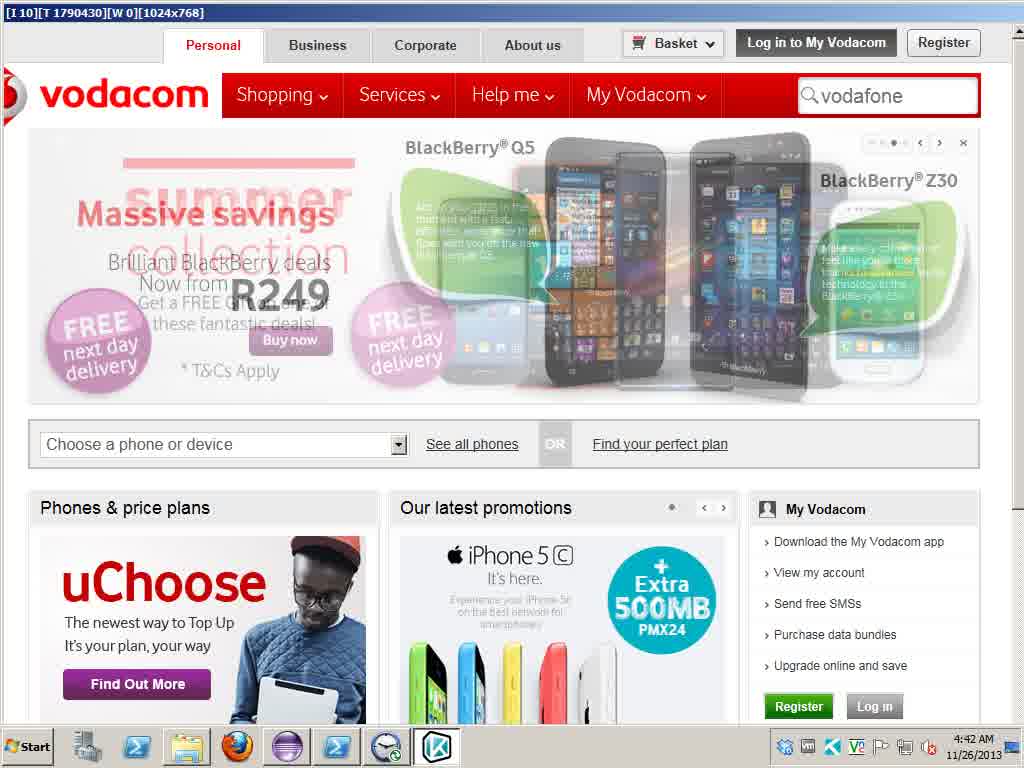 [I 10][T 1790430][W 0][1024x768]
Personal
Business
Corporate
About us
Basket
Log in to My Vodacom
Register
vodacom
Shopping
Services
Help me
My Vodacom
vodafone
BlackBerry® Q5
BlackBerry® Z30
summer
Massive savings
collection
Brilliant BlackBerry deals
Now from R249
Get a FREE Gift on one of
these fantastic deals!
Buy now
* T&Cs Apply
FREE
next day
delivery
FREE
next day
delivery
Choose a phone or device
See all phones
OR
Find your perfect plan
Phones & price plans
uChoose
The newest way to Top Up
It's your plan, your way
Find Out More
Our latest promotions
iPhone 5C
It's here.
Experience your iPhone 5c
on the best network for
smartphones
+
Extra
500MB
PMX24
My Vodacom
Download the My Vodacom app
View my account
Send free SMSs
Purchase data bundles
Upgrade online and save
Register
Log in
Start
4:42 AM
11/26/2013